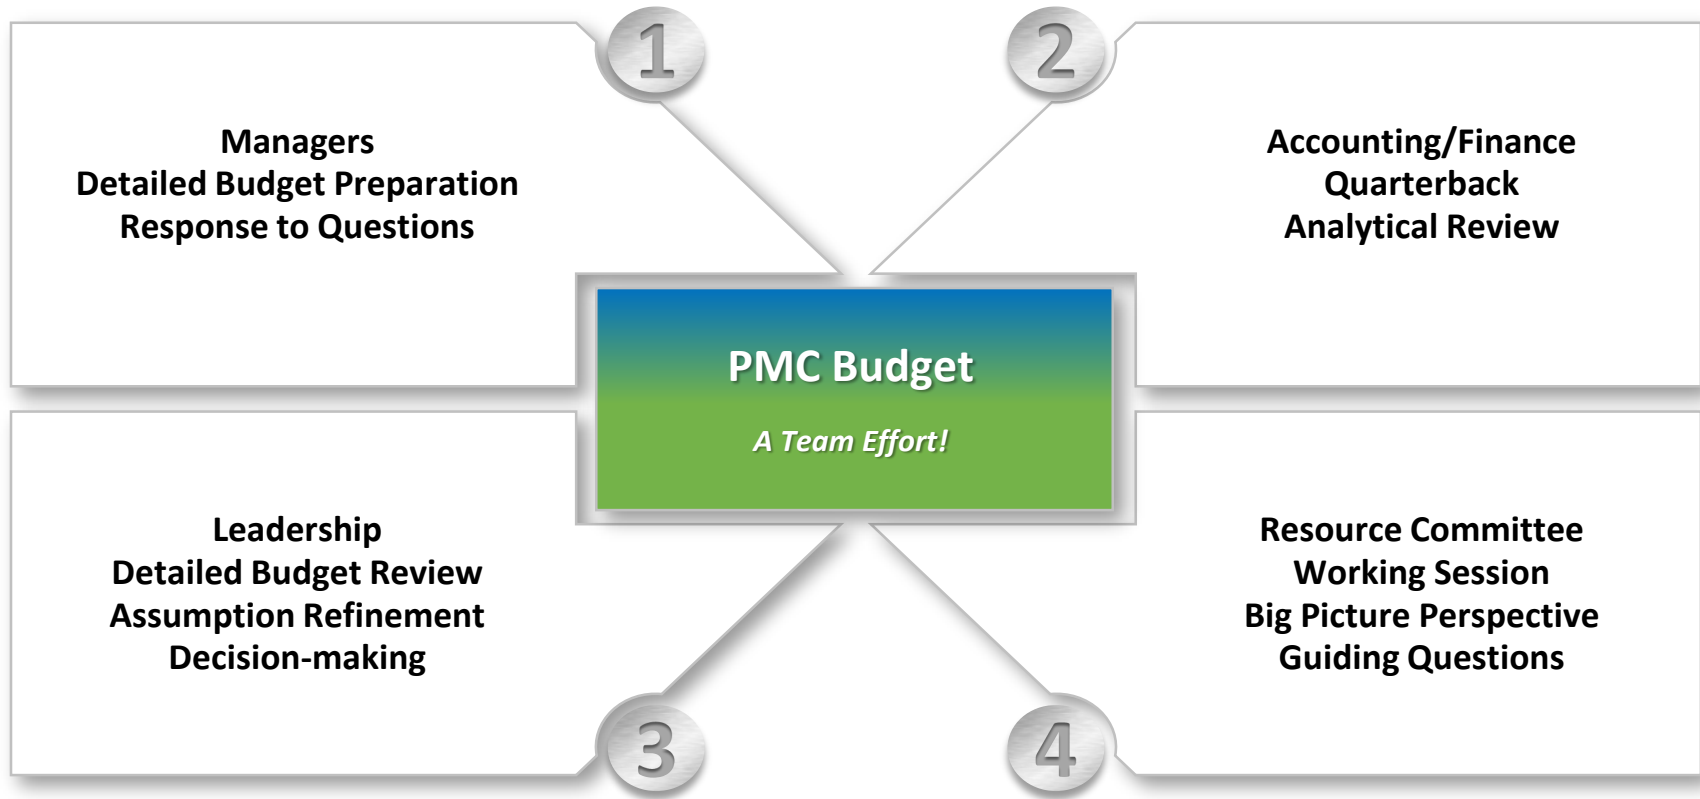 1
Managers
Detailed Budget Preparation
Response to Questions
2
Accounting/Finance
Quarterback
Analytical Review
PMC Budget
A Team Effort!
3
Leadership
Detailed Budget Review
Assumption Refinement
Decision-making
4
Resource Committee
Working Session
Big Picture Perspective
Guiding Questions